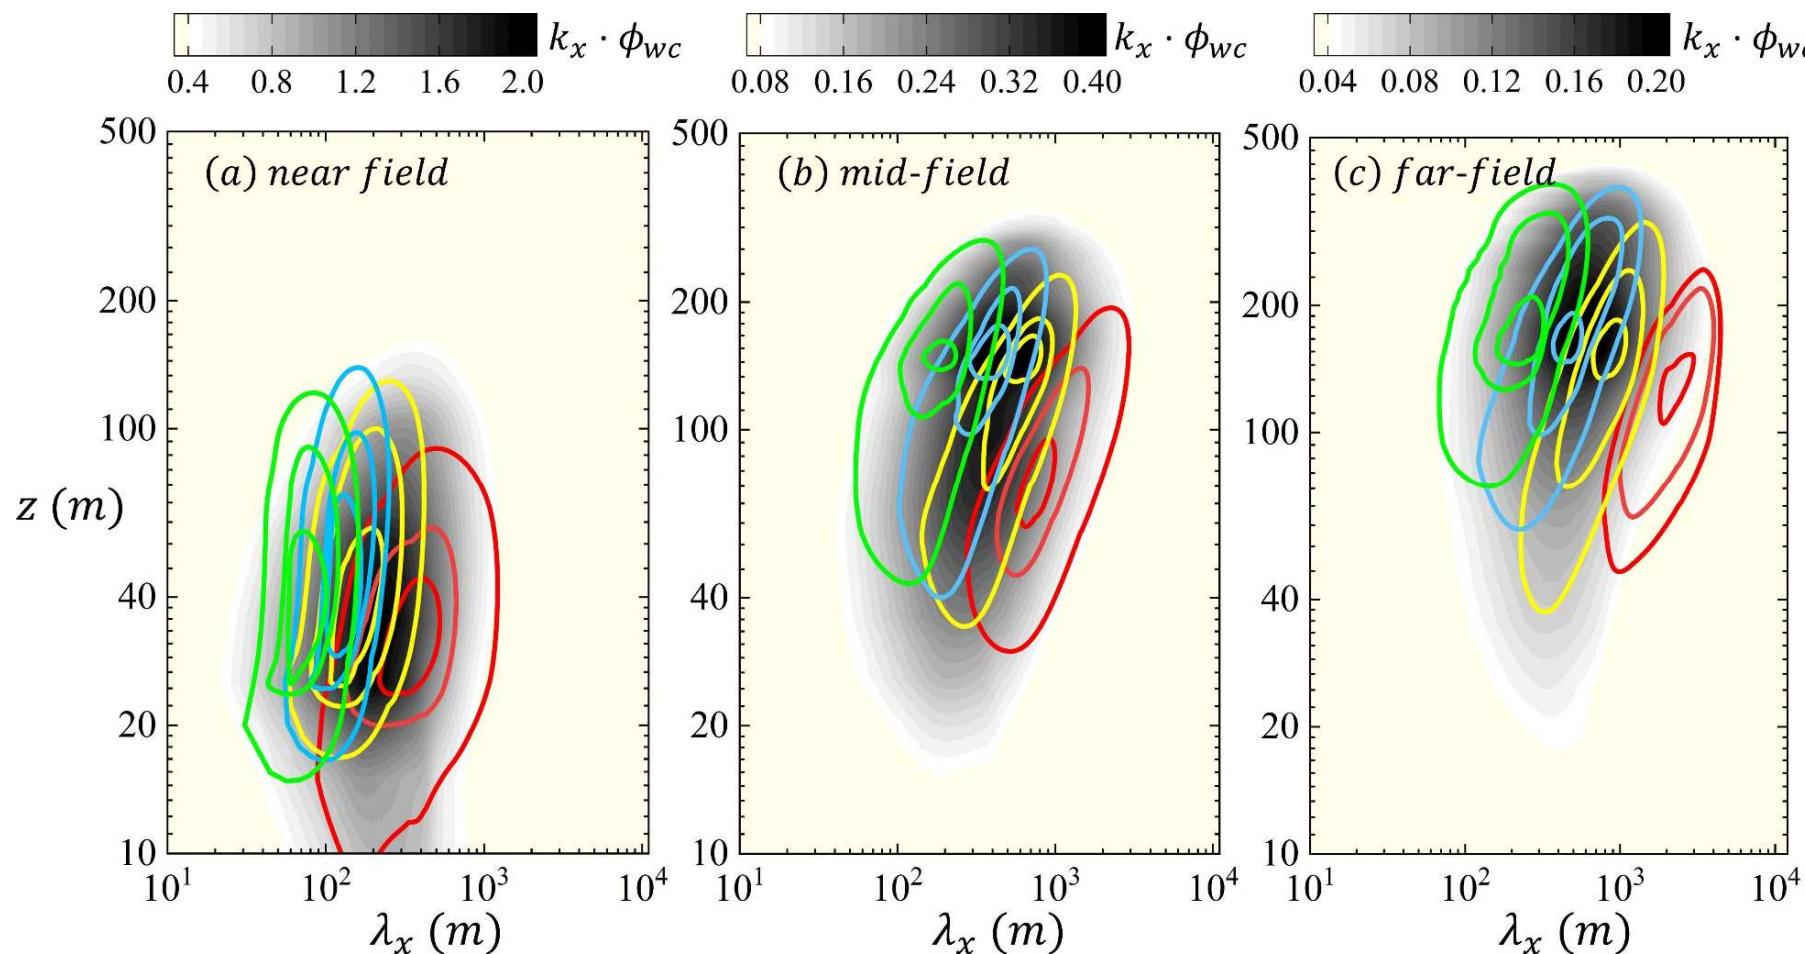 k_x · ϕ_wc
0.4 0.8 1.2 1.6 2.0
k_x · ϕ_wc
0.08 0.16 0.24 0.32 0.40
k_x · ϕ_wc
0.04 0.08 0.12 0.16 0.20
(a) near field
500
200
100
40
20
10
z (m)
10^1 10^2 10^3 10^4
λ_x (m)
(b) mid-field
500
200
100
40
20
10
10^1 10^2 10^3 10^4
λ_x (m)
(c) far-field
500
200
100
40
20
10
10^1 10^2 10^3 10^4
λ_x (m)